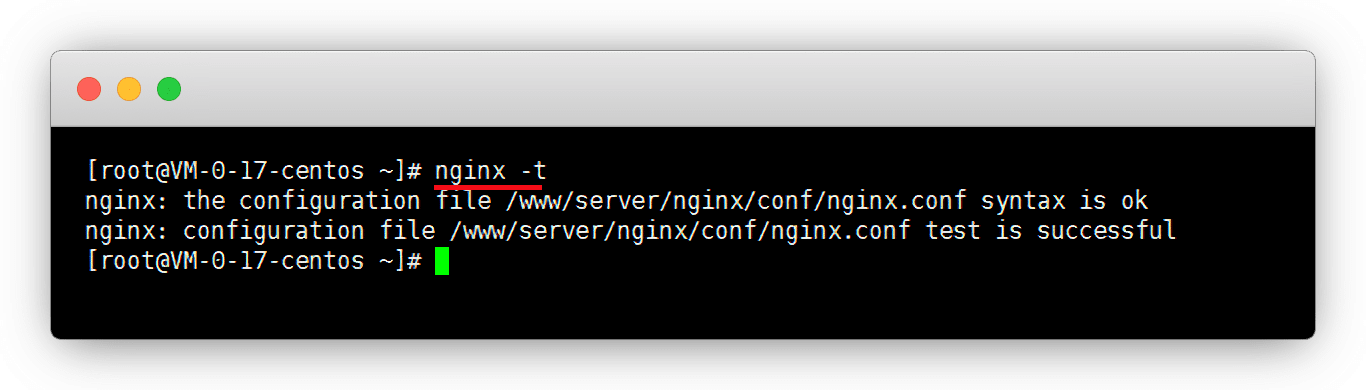 [root@VM-0-17-centos ~]# nginx -t
nginx: the configuration file /www/server/nginx/conf/nginx.conf syntax is ok
nginx: configuration file /www/server/nginx/conf/nginx.conf test is successful
[root@VM-0-17-centos ~]#